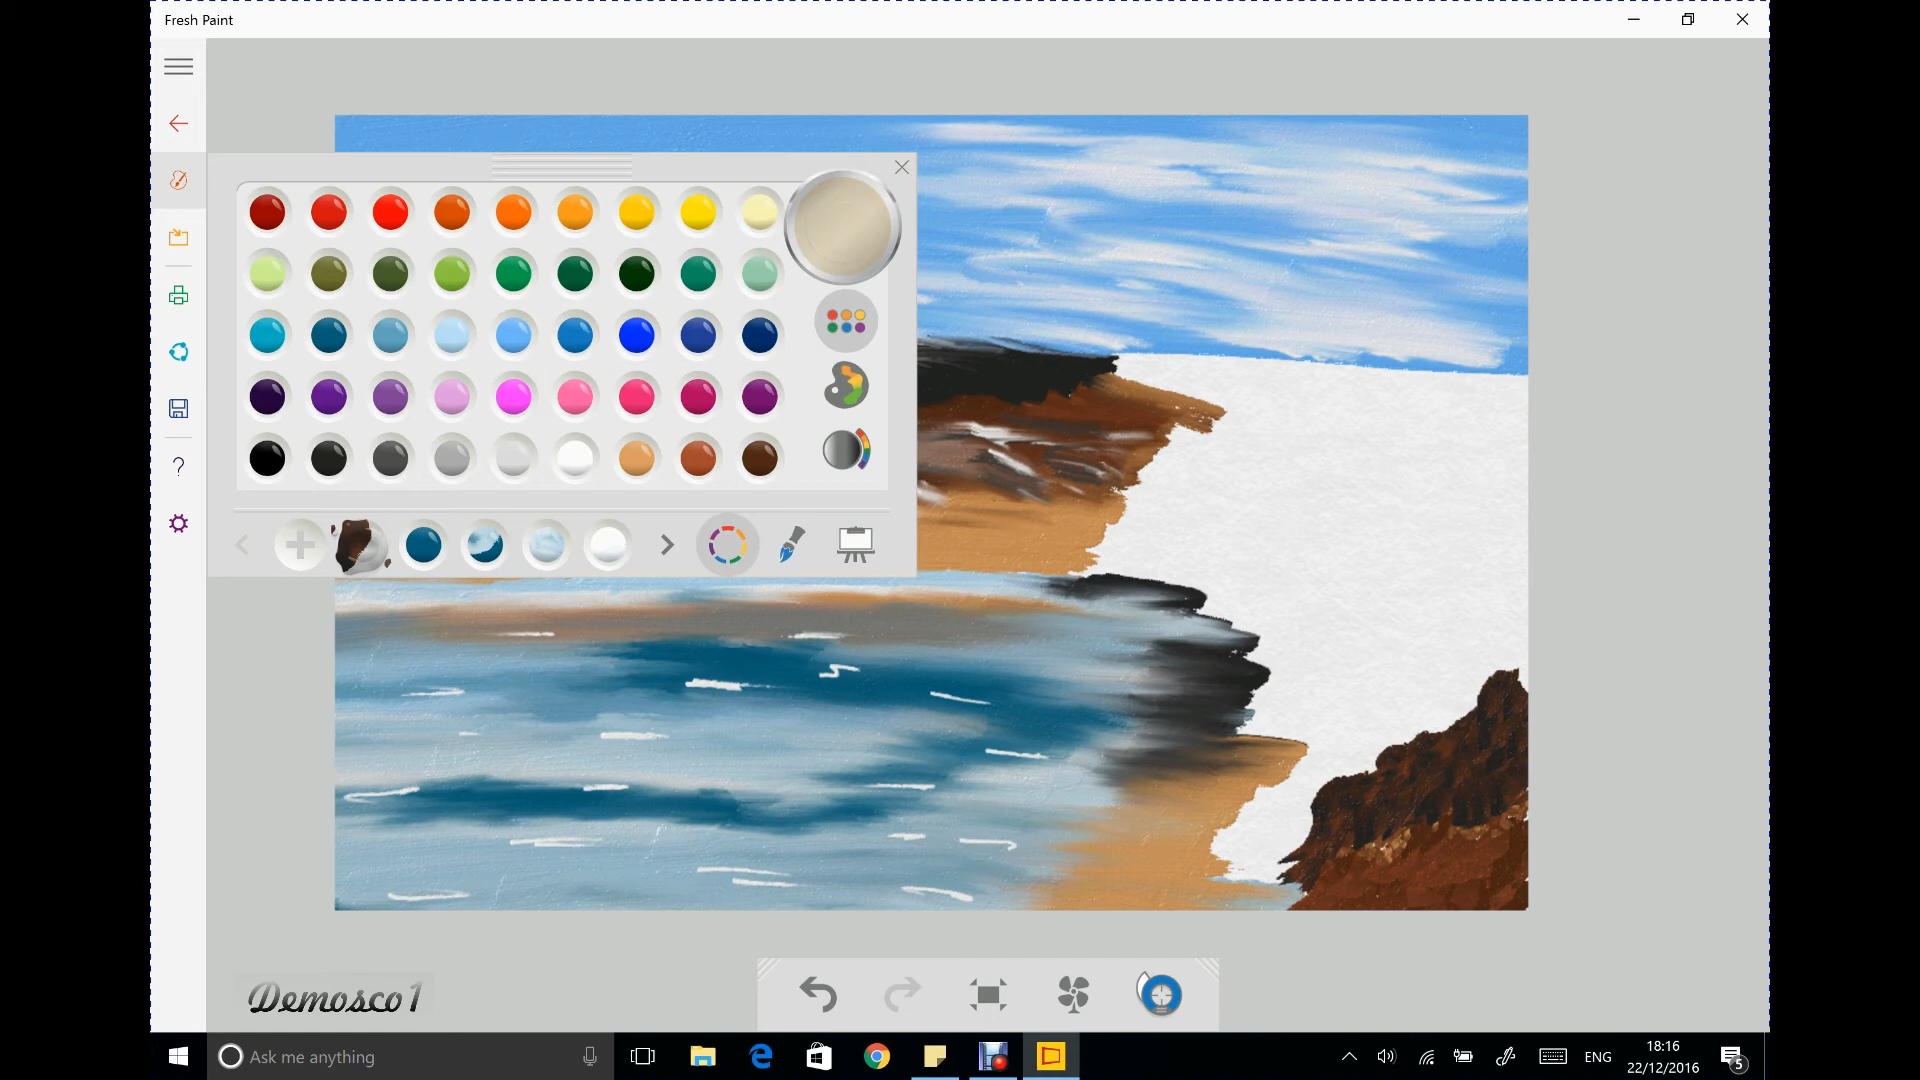 Fresh Paint
?
Demosco1
Ask me anything
ENG
18:16
22/12/2016
5